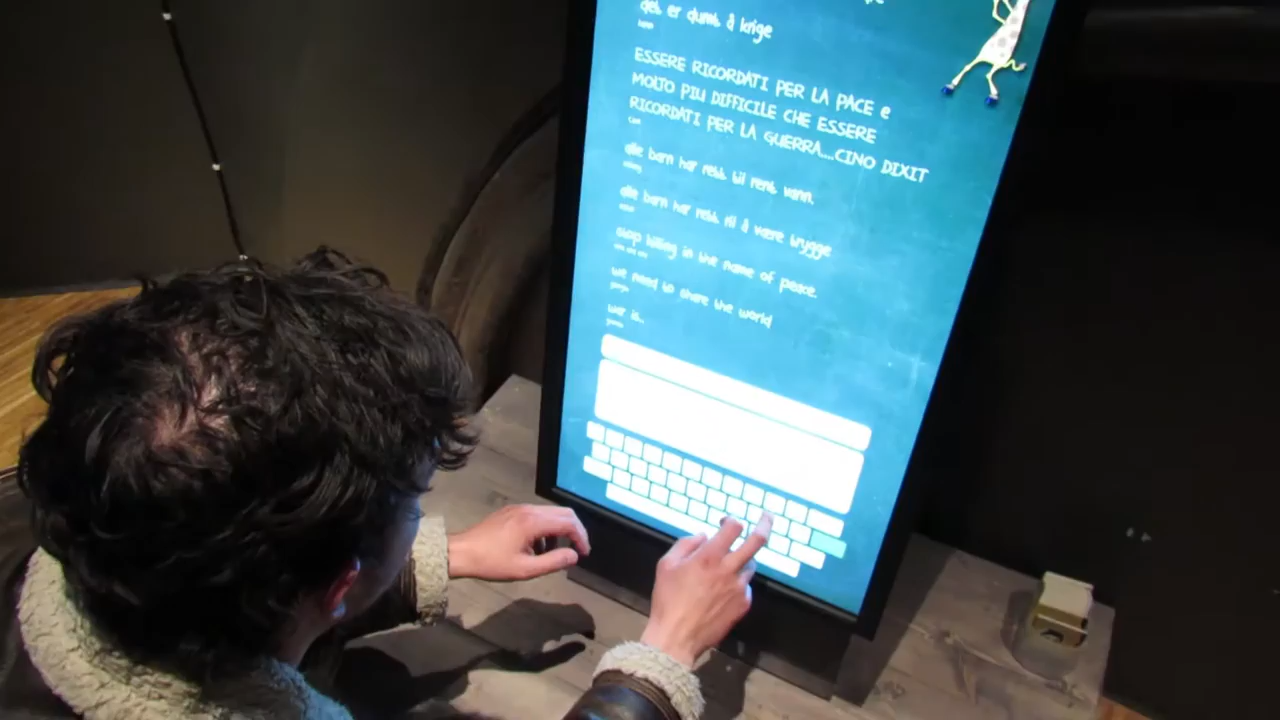 det er dumt å krige
ESSERE RICORDATI PER LA PACE e
MOLTO PIU DIFFICILE CHE ESSERE
RICORDATI PER LA GUERRA....CINO DIXIT
alle barn har rett til rent vann.
alle barn har rett til å være trygge
stop killing in the name of peace.
we need to share the world
war is..